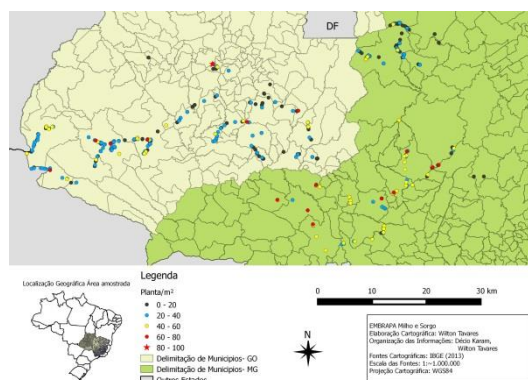 DF
Localização Geográfica Área amostrada
Legenda
Planta/m²
0 - 20
20 - 40
40 - 60
60 - 80
80 - 100
Delimitação de Municípios- GO
Delimitação de Municípios - MG
Outros Estados
0 10 20 30 km
N
EMBRAPA Milho e Sorgo
Elaboração Cartográfica: Wilton Tavares
Organização das Informações: Décio Karam,
Wilton Tavares
Fontes Cartográficas: IBGE (2013)
Escala das Fontes: 1:~1.000.000
Projeção Cartográfica: WGS84